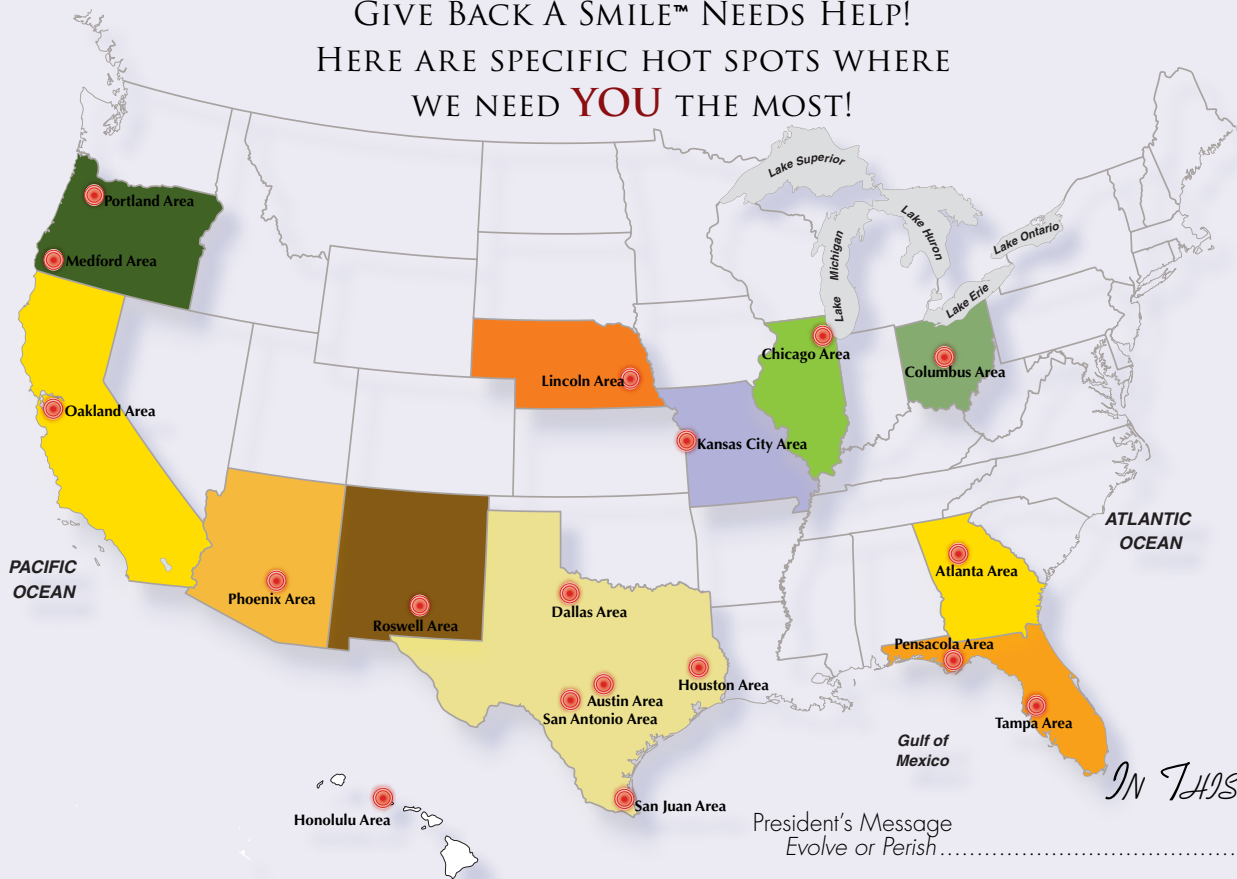 GIVE BACK A SMILE™ NEEDS HELP!
HERE ARE SPECIFIC HOT SPOTS WHERE
WE NEED YOU THE MOST!
Lake Superior
Lake Michigan
Lake Huron
Lake Ontario
Lake Erie
Portland Area
Medford Area
Oakland Area
Lincoln Area
Chicago Area
Columbus Area
Kansas City Area
PACIFIC
OCEAN
ATLANTIC
OCEAN
Phoenix Area
Roswell Area
Dallas Area
Atlanta Area
Pensacola Area
Houston Area
Austin Area
San Antonio Area
Tampa Area
Gulf of
Mexico
San Juan Area
Honolulu Area
IN THIS
President's Message
Evolve or Perish........................................